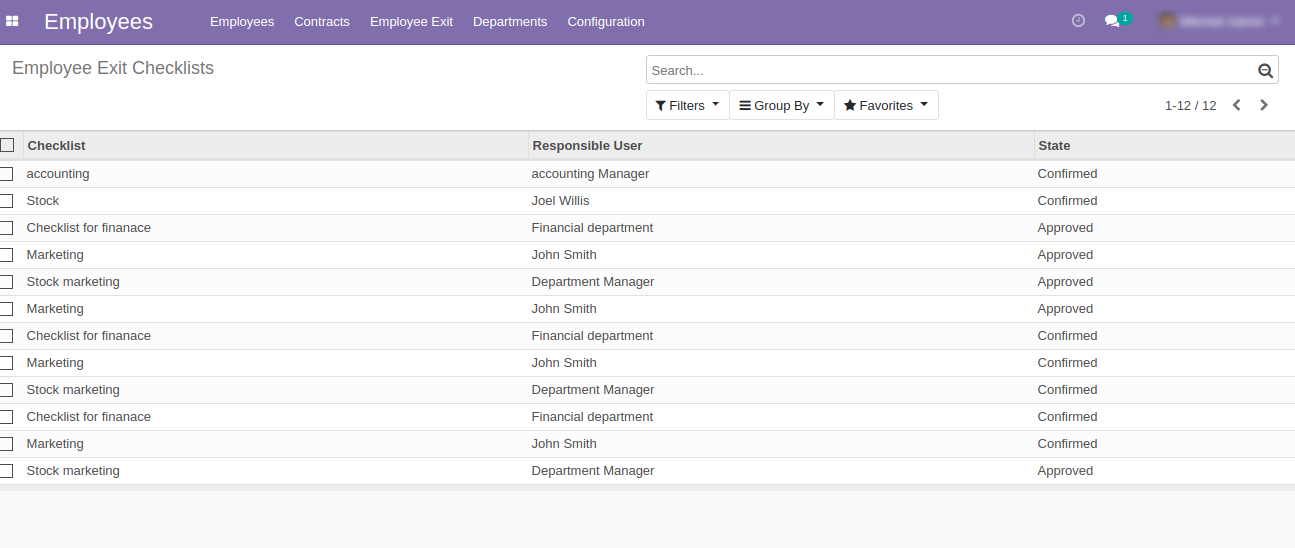 Employees Employees Contracts Employee Exit Departments Configuration 1
Employee Exit Checklists
Search...
Filters Group By Favorites 1-12 / 12
Checklist Responsible User State
accounting accounting Manager Confirmed
Stock Joel Willis Confirmed
Checklist for finanace Financial department Approved
Marketing John Smith Approved
Stock marketing Department Manager Approved
Marketing John Smith Approved
Checklist for finanace Financial department Confirmed
Marketing John Smith Confirmed
Stock marketing Department Manager Confirmed
Checklist for finanace Financial department Confirmed
Marketing John Smith Confirmed
Stock marketing Department Manager Approved